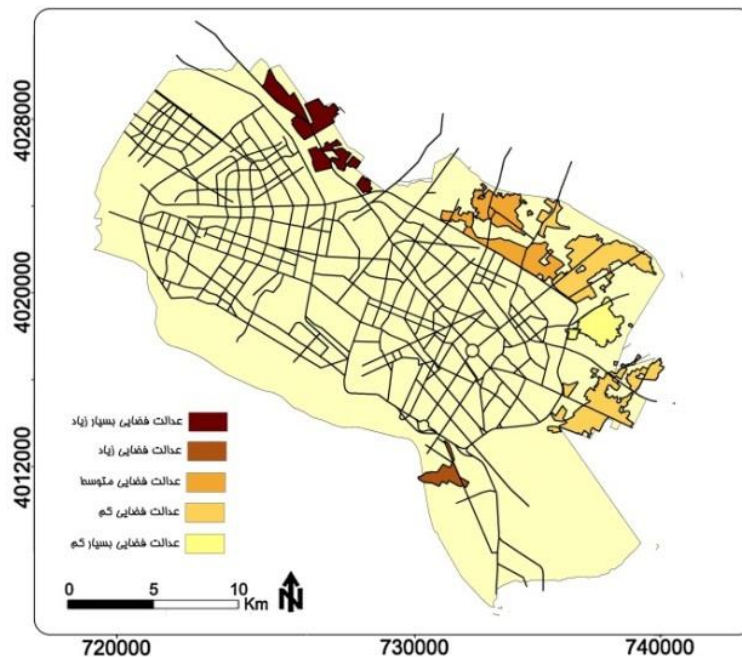 4028000
4020000
4012000
عدالت فضایی بسیار زیاد
عدالت فضایی زیاد
عدالت فضایی متوسط
عدالت فضایی کم
عدالت فضایی بسیار کم
0 5 10
Km
N
720000 730000 740000